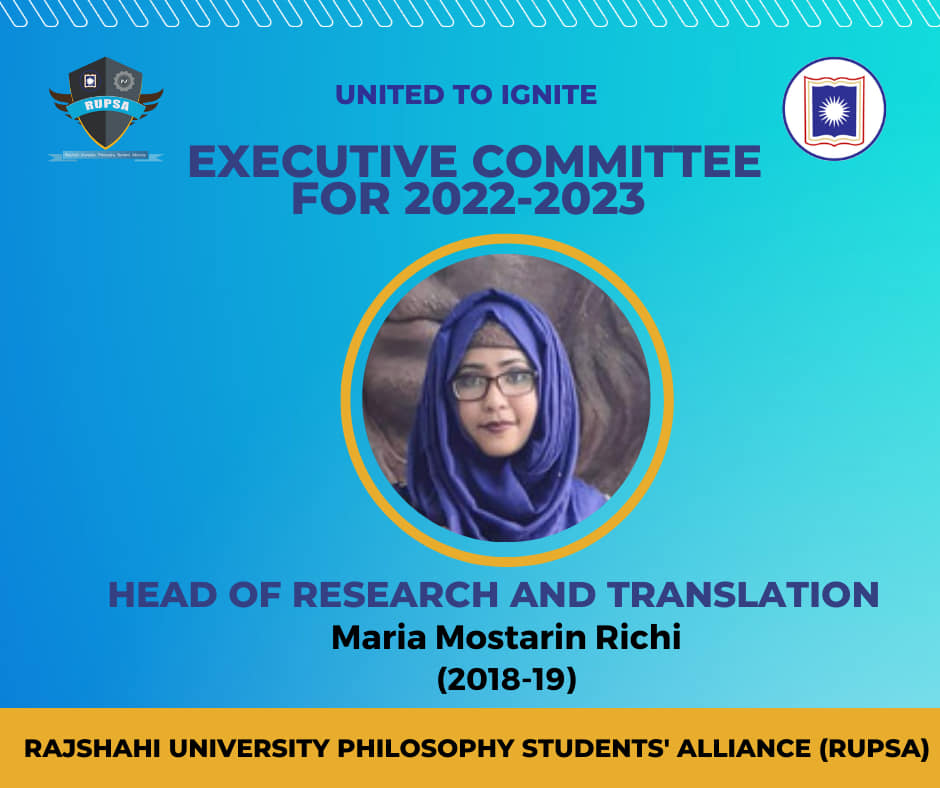 RUPSA
UNITED TO IGNITE
EXECUTIVE COMMITTEE
FOR 2022-2023
HEAD OF RESEARCH AND TRANSLATION
Maria Mostarin Richi
(2018-19)
RAJSHAHI UNIVERSITY PHILOSOPHY STUDENTS' ALLIANCE (RUPSA)